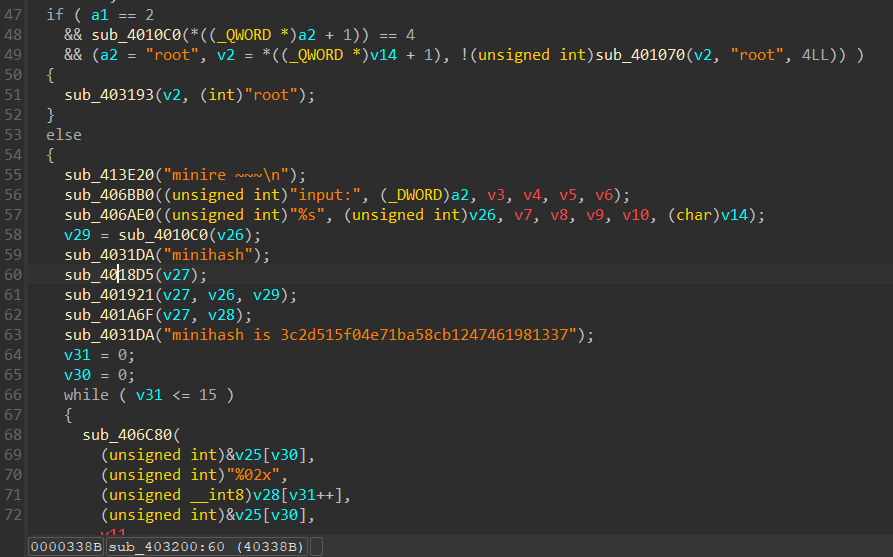 47 if ( a1 == 2
48 && sub_4010C0(*((_QWORD *)a2 + 1)) == 4
49 && (a2 = "root", v2 = *((_QWORD *)v14 + 1), !(unsigned int)sub_401070(v2, "root", 4LL)) )
50 {
51 sub_403193(v2, (int)"root");
52 }
53 else
54 {
55 sub_413E20("minire ~~~\n");
56 sub_406BB0((unsigned int)"input:", (_DWORD)a2, v3, v4, v5, v6);
57 sub_406AE0((unsigned int)"%s", (unsigned int)v26, v7, v8, v9, v10, (char)v14);
58 v29 = sub_4010C0(v26);
59 sub_4031DA("minihash");
60 sub_4018D5(v27);
61 sub_401921(v27, v26, v29);
62 sub_401A6F(v27, v28);
63 sub_4031DA("minihash is 3c2d515f04e71ba58cb1247461981337");
64 v31 = 0;
65 v30 = 0;
66 while ( v31 <= 15 )
67 {
68 sub_406C80(
69 (unsigned int)&v25[v30],
70 (unsigned int)"%02x",
71 (unsigned __int8)v28[v31++],
72 (unsigned int)&v25[v30],
v11
0000338B sub_403200:60 (40338B)